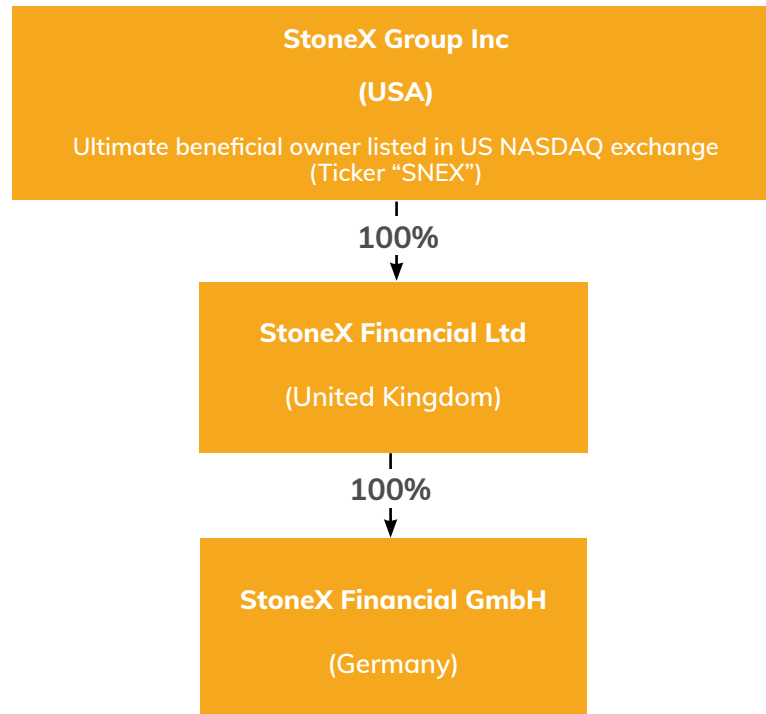 StoneX Group Inc
(USA)
Ultimate beneficial owner listed in US NASDAQ exchange
(Ticker “SNEX”)
100%
StoneX Financial Ltd
(United Kingdom)
100%
StoneX Financial GmbH
(Germany)